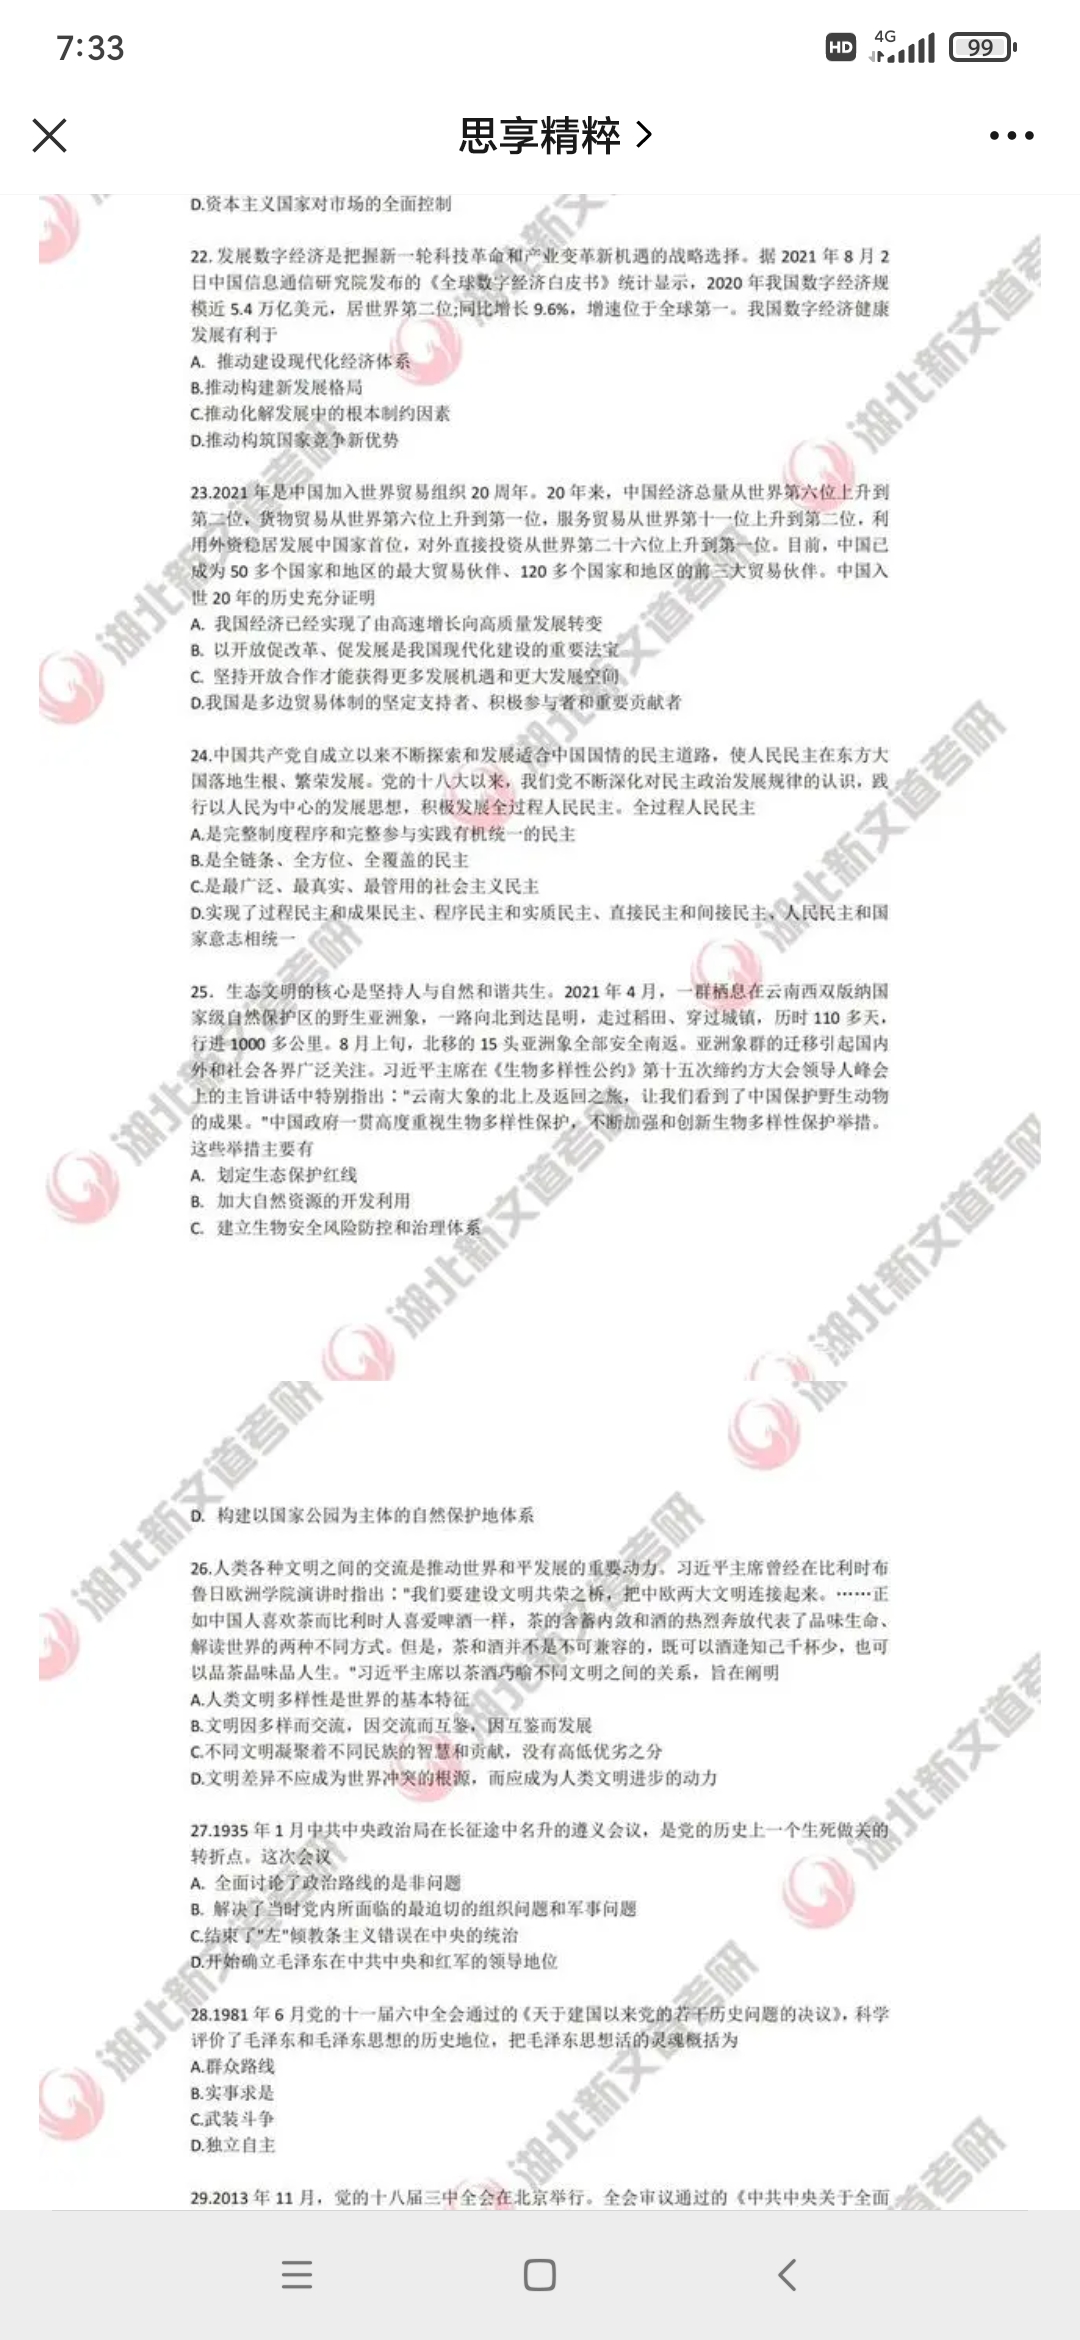 7:33
HD 4G 99
思享精粹
D.资本主义国家对市场的全面控制
22. 发展数字经济是把握新一轮科技革命和产业变革新机遇的战略选择。据 2021 年 8 月 2
日中国信息通信研究院发布的《全球数字经济白皮书》统计显示，2020 年我国数字经济规
模近 5.4 万亿美元，居世界第二位;同比增长 9.6%，增速位于全球第一。我国数字经济健康
发展有利于
A. 推动建设现代化经济体系
B.推动构建新发展格局
C.推动化解发展中的根本制约因素
D.推动构筑国家竞争新优势
23.2021 年是中国加入世界贸易组织 20 周年。20 年来，中国经济总量从世界第六位上升到
第二位，货物贸易从世界第六位上升到第一位，服务贸易从世界第十一位上升到第二位，利
用外资稳居发展中国家首位，对外直接投资从世界第二十六位上升到第一位。目前，中国已
成为 50 多个国家和地区的最大贸易伙伴、120 多个国家和地区的前三大贸易伙伴。中国入
世 20 年的历史充分证明
A. 我国经济已经实现了由高速增长向高质量发展转变
B. 以开放促改革、促发展是我国现代化建设的重要法宝
C. 坚持开放合作才能获得更多发展机遇和更大发展空间
D.我国是多边贸易体制的坚定支持者、积极参与者和重要贡献者
24.中国共产党自成立以来不断探索和发展适合中国国情的民主道路，使人民民主在东方大
国落地生根、繁荣发展。党的十八大以来，我们党不断深化对民主政治发展规律的认识，践
行以人民为中心的发展思想，积极发展全过程人民民主。全过程人民民主
A.是完整制度程序和完整参与实践有机统一的民主
B.是全链条、全方位、全覆盖的民主
C.是最广泛、最真实、最管用的社会主义民主
D.实现了过程民主和成果民主、程序民主和实质民主、直接民主和间接民主、人民民主和国
家意志相统一
25. 生态文明的核心是坚持人与自然和谐共生。2021 年 4 月，一群栖息在云南西双版纳国
家级自然保护区的野生亚洲象，一路向北到达昆明，走过稻田、穿过城镇，历时 110 多天，
行进 1000 多公里。8 月上旬，北移的 15 头亚洲象全部安全南返。亚洲象群的迁移引起国内
外和社会各界广泛关注。习近平主席在《生物多样性公约》第十五次缔约方大会领导人峰会
上的主旨讲话中特别指出："云南大象的北上及返回之旅，让我们看到了中国保护野生动物
的成果。"中国政府一贯高度重视生物多样性保护，不断加强和创新生物多样性保护举措。
这些举措主要有
A. 划定生态保护红线
B. 加大自然资源的开发利用
C. 建立生物安全风险防控和治理体系
D. 构建以国家公园为主体的自然保护地体系
26.人类各种文明之间的交流是推动世界和平发展的重要动力。习近平主席曾经在比利时布
鲁日欧洲学院演讲时指出："我们要建设文明共荣之桥，把中欧两大文明连接起来。……正
如中国人喜欢茶而比利时人喜爱啤酒一样，茶的含蓄内敛和酒的热烈奔放代表了品味生命、
解读世界的两种不同方式。但是，茶和酒并不是不可兼容的，既可以酒逢知己千杯少，也可
以品茶品味品人生。"习近平主席以茶酒巧喻不同文明之间的关系，旨在阐明
A.人类文明多样性是世界的基本特征
B.文明因多样而交流，因交流而互鉴，因互鉴而发展
C.不同文明凝聚着不同民族的智慧和贡献，没有高低优劣之分
D.文明差异不应成为世界冲突的根源，而应成为人类文明进步的动力
27.1935 年 1 月中共中央政治局在长征途中名升的遵义会议，是党的历史上一个生死做关的
转折点。这次会议
A. 全面讨论了政治路线的是非问题
B. 解决了当时党内所面临的最迫切的组织问题和军事问题
C.结束了"左"倾教条主义错误在中央的统治
D.开始确立毛泽东在中共中央和红军的领导地位
28.1981 年 6 月党的十一届六中全会通过的《天于建国以来党的若干历史问题的决议》，科学
评价了毛泽东和毛泽东思想的历史地位，把毛泽东思想活的灵魂概括为
A.群众路线
B.实事求是
C.武装斗争
D.独立自主
29.2013 年 11 月，觉的十八届三中全会在北京举行。全会审议通过的《中共中央关于全面
湖北新文道考研